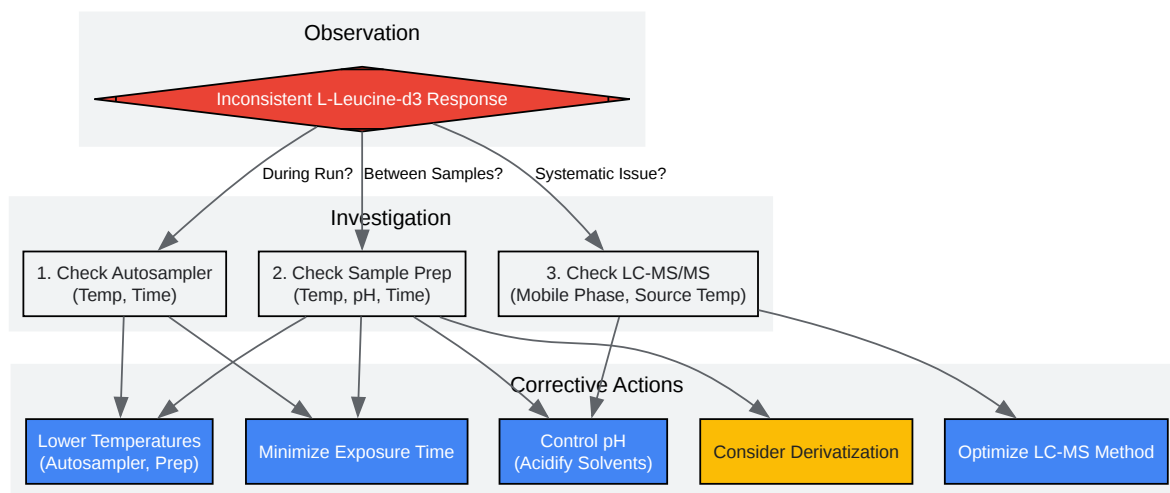 Observation
Inconsistent L-Leucine-d3 Response
During Run?
Between Samples?
Systematic Issue?
Investigation
1. Check Autosampler
(Temp, Time)
2. Check Sample Prep
(Temp, pH, Time)
3. Check LC-MS/MS
(Mobile Phase, Source Temp)
Corrective Actions
Lower Temperatures
(Autosampler, Prep)
Minimize Exposure Time
Control pH
(Acidify Solvents)
Consider Derivatization
Optimize LC-MS Method